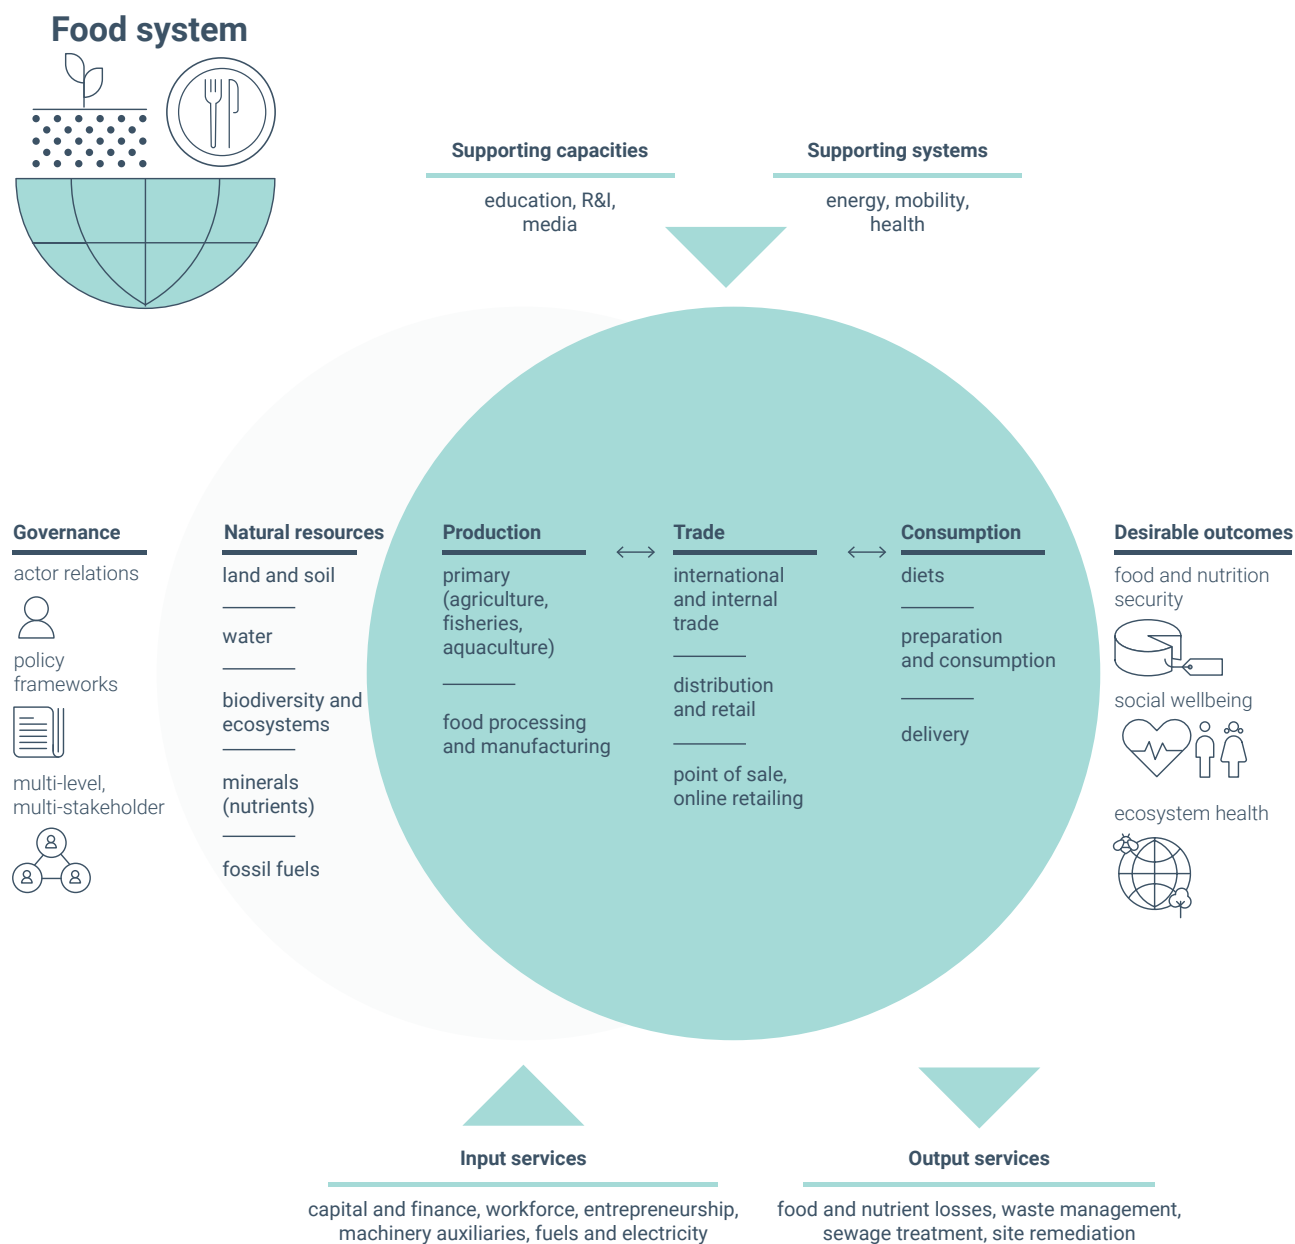 Food system
Supporting capacities
education, R&I,
media
Supporting systems
energy, mobility,
health
Governance
actor relations
policy
frameworks
multi-level,
multi-stakeholder
Natural resources
land and soil
water
biodiversity and
ecosystems
minerals
(nutrients)
fossil fuels
Production
primary
(agriculture,
fisheries,
aquaculture)
food processing
and manufacturing
Trade
international
and internal
trade
distribution
and retail
point of sale,
online retailing
Consumption
diets
preparation
and consumption
delivery
Desirable outcomes
food and nutrition
security
social wellbeing
ecosystem health
Input services
capital and finance, workforce, entrepreneurship,
machinery auxiliaries, fuels and electricity
Output services
food and nutrient losses, waste management,
sewage treatment, site remediation